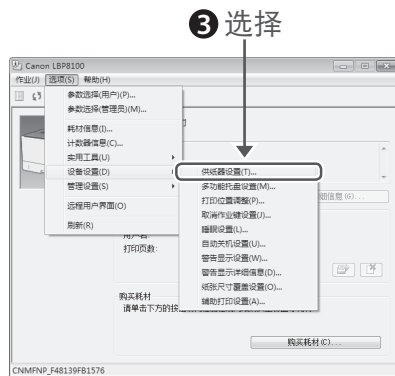 ❸ 选择
Canon LBP8100
作业(J) 选项(S) 帮助(H)
参数选择(用户)(P)...
参数选择(管理员)(M)...
耗材信息(I)...
计数器信息(C)...
实用工具(U)
设备设置(D)
管理设置(S)
远程用户界面(O)
刷新(R)
供纸器设置(T)...
多功能托盘设置(M)...
打印位置调整(P)...
取消作业键设置(J)...
睡眠设置(L)...
自动关机设置(U)...
警告显示设置(W)...
警告显示详细信息(D)...
纸张尺寸覆盖设置(O)...
辅助打印设置(A)...
细信息(G)...
用户名:
打印页数:
购买耗材
请单击下方的按
购买耗材(C)...
CNMFNP_F48139FB1576